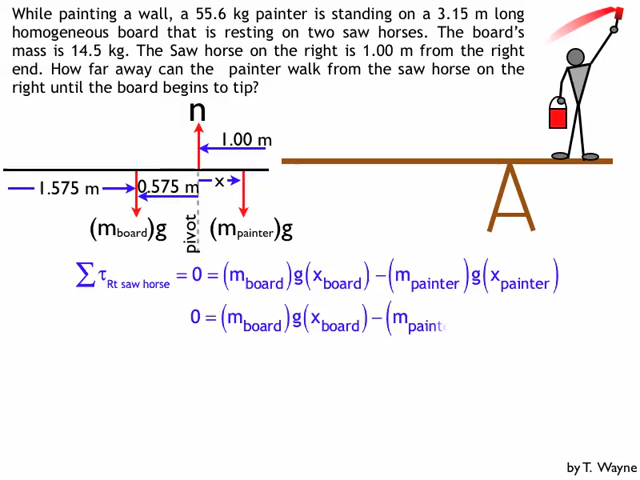 While painting a wall, a 55.6 kg painter is standing on a 3.15 m long
homogeneous board that is resting on two saw horses. The board's
mass is 14.5 kg. The Saw horse on the right is 1.00 m from the right
end. How far away can the painter walk from the saw horse on the
right until the board begins to tip?
n
1.00 m
1.575 m 0.575 m x
(mboard)g pivot (mpainter)g
∑τRt saw horse = 0 = (mboard)g(xboard) − (mpainter)g(xpainter)
0 = (mboard)g(xboard) − (mpaint
by T. Wayne